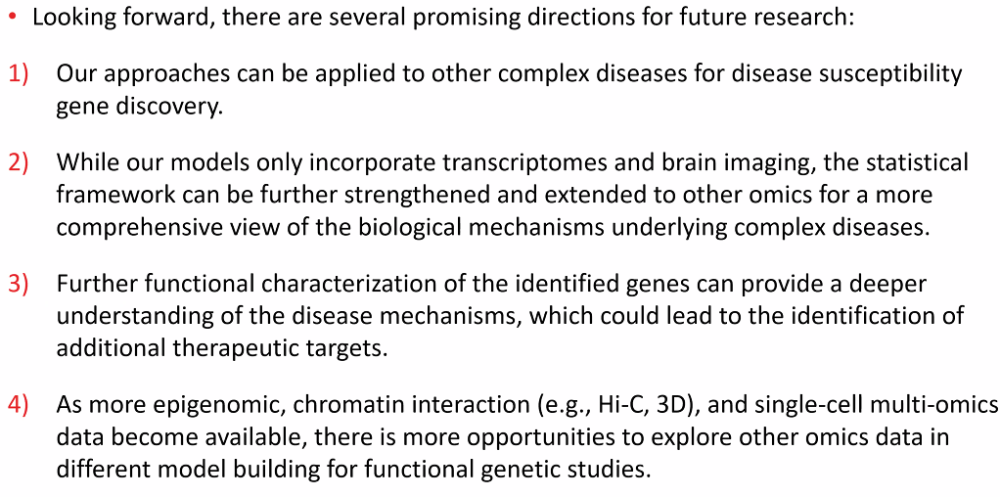 • Looking forward, there are several promising directions for future research:
1) Our approaches can be applied to other complex diseases for disease susceptibility
gene discovery.
2) While our models only incorporate transcriptomes and brain imaging, the statistical
framework can be further strengthened and extended to other omics for a more
comprehensive view of the biological mechanisms underlying complex diseases.
3) Further functional characterization of the identified genes can provide a deeper
understanding of the disease mechanisms, which could lead to the identification of
additional therapeutic targets.
4) As more epigenomic, chromatin interaction (e.g., Hi-C, 3D), and single-cell multi-omics
data become available, there is more opportunities to explore other omics data in
different model building for functional genetic studies.